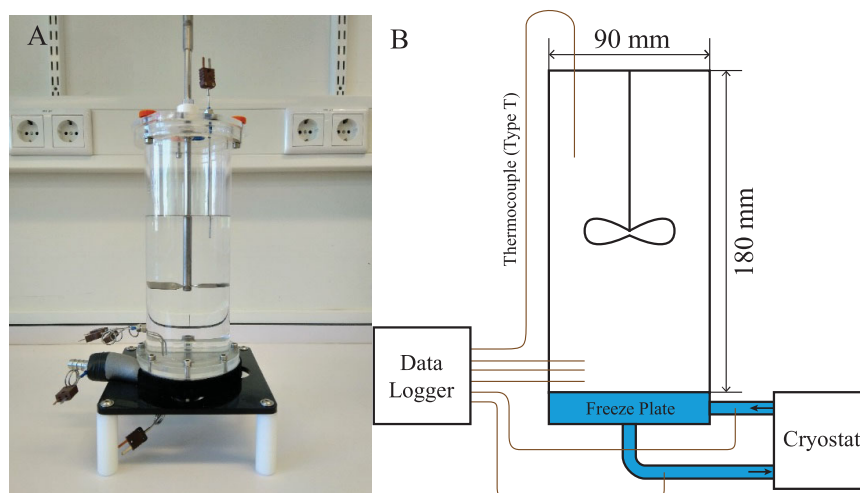 A
B
90 mm
Thermocouple (Type T)
180 mm
Data
Logger
Freeze Plate
Cryostat